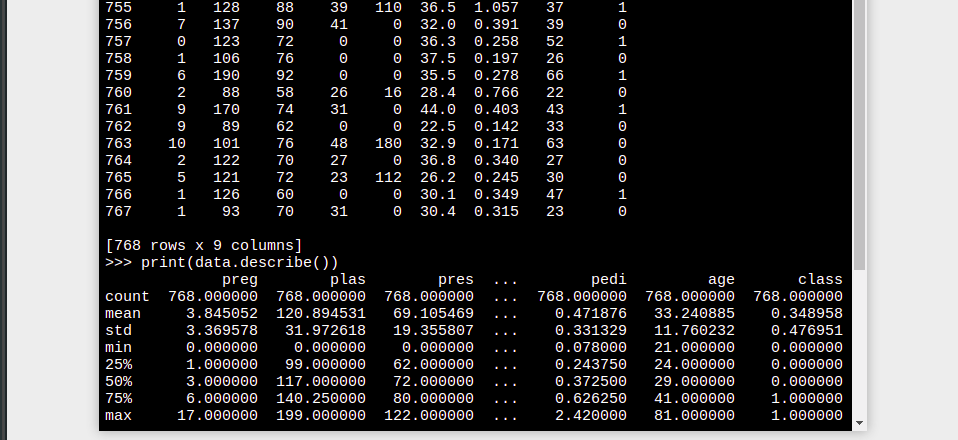 755 1 128 88 39 110 36.5 1.057 37 1
756 7 137 90 41 0 32.0 0.391 39 0
757 0 123 72 0 0 36.3 0.258 52 1
758 1 106 76 0 0 37.5 0.197 26 0
759 6 190 92 0 0 35.5 0.278 66 1
760 2 88 58 26 16 28.4 0.766 22 0
761 9 170 74 31 0 44.0 0.403 43 1
762 9 89 62 0 0 22.5 0.142 33 0
763 10 101 76 48 180 32.9 0.171 63 0
764 2 122 70 27 0 36.8 0.340 27 0
765 5 121 72 23 112 26.2 0.245 30 0
766 1 126 60 0 0 30.1 0.349 47 1
767 1 93 70 31 0 30.4 0.315 23 0
[768 rows x 9 columns]
>>> print(data.describe())
preg plas pres ... pedi age class
count 768.000000 768.000000 768.000000 ... 768.000000 768.000000 768.000000
mean 3.845052 120.894531 69.105469 ... 0.471876 33.240885 0.348958
std 3.369578 31.972618 19.355807 ... 0.331329 11.760232 0.476951
min 0.000000 0.000000 0.000000 ... 0.078000 21.000000 0.000000
25% 1.000000 99.000000 62.000000 ... 0.243750 24.000000 0.000000
50% 3.000000 117.000000 72.000000 ... 0.372500 29.000000 0.000000
75% 6.000000 140.250000 80.000000 ... 0.626250 41.000000 1.000000
max 17.000000 199.000000 122.000000 ... 2.420000 81.000000 1.000000